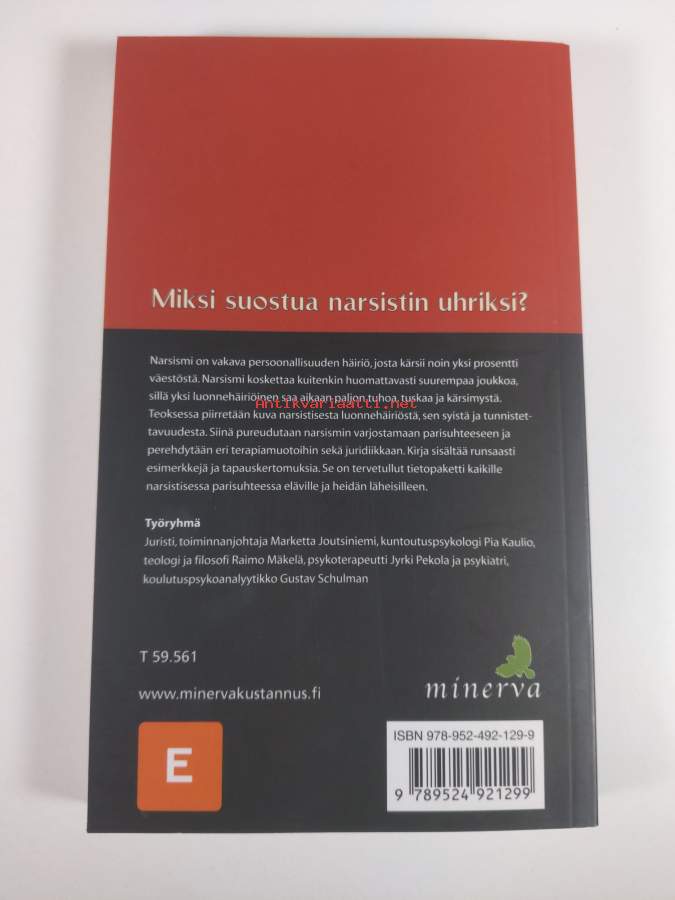 Miksi suostua narsistin uhriksi?
Narsismi on vakava persoonallisuuden häiriö, josta kärsii noin yksi prosentti
väestöstä. Narsismi koskettaa kuitenkin huomattavasti suurempaa joukkoa,
sillä yksi luonnehäiriöinen saa aikaan paljon tuhoa, tuskaa ja kärsimystä.
Antikvariaatti.net
Teoksessa piirretään kuva narsistisesta luonnehäiriöstä, sen syistä ja tunnistet-
tavuudesta. Siinä pureudutaan narsismin varjostamaan parisuhteeseen ja
perehdytään eri terapiamuotoihin sekä juridiikkaan. Kirja sisältää runsaasti
esimerkkejä ja tapauskertomuksia. Se on tervetullut tietopaketti kaikille
narsistisessa parisuhteessa eläville ja heidän läheisilleen.
Työryhmä
Juristi, toiminnanjohtaja Marketta Joutsiniemi, kuntoutuspsykologi Pia Kaulio,
teologi ja filosofi Raimo Mäkelä, psykoterapeutti Jyrki Pekola ja psykiatri,
koulutuspsykoanalyytikko Gustav Schulman
T 59.561
www.minervakustannus.fi
minerva
E
ISBN 978-952-492-129-9
9 789524 921299